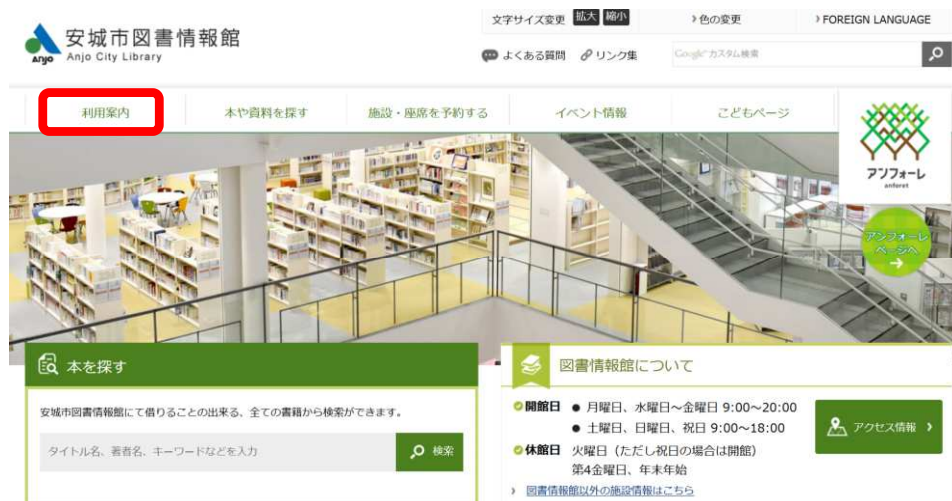 文字サイズ変更 拡大 縮小 › 色の変更 › FOREIGN LANGUAGE
安城市図書情報館
Anjo City Library
Anjo
よくある質問 リンク集 Google カスタム検索
利用案内 本や資料を探す 施設・座席を予約する イベント情報 こどもページ
アンフォーレ
anforet
アンフォーレ
ページへ
→
本を探す
安城市図書情報館にて借りることの出来る、全ての書籍から検索ができます。
タイトル名、著者名、キーワードなどを入力 検索
図書情報館について
開館日 ● 月曜日、水曜日～金曜日 9:00～20:00
● 土曜日、日曜日、祝日 9:00～18:00
休館日 火曜日（ただし祝日の場合は開館）
第4金曜日、年末年始
› 図書情報館以外の施設情報はこちら
アクセス情報 ›